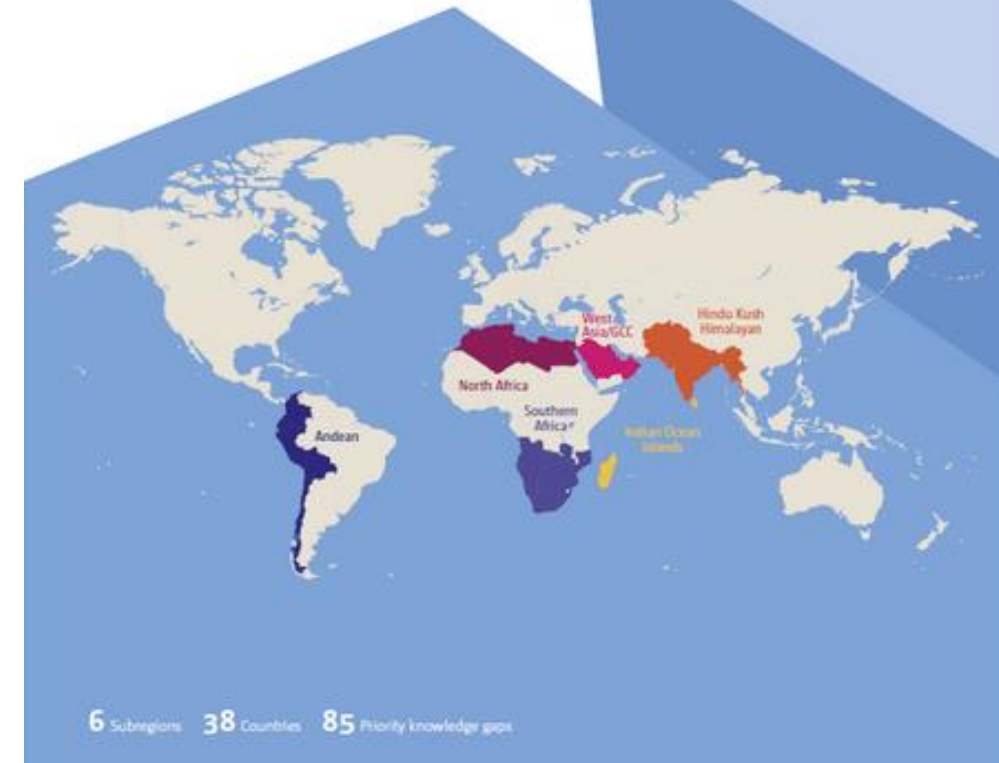 West
Asia/GCC
Hindu Kush
Himalayan
North Africa
Southern
Africa
Andean
Indian Ocean
Islands
6 Subregions 38 Countries 85 Priority knowledge gaps